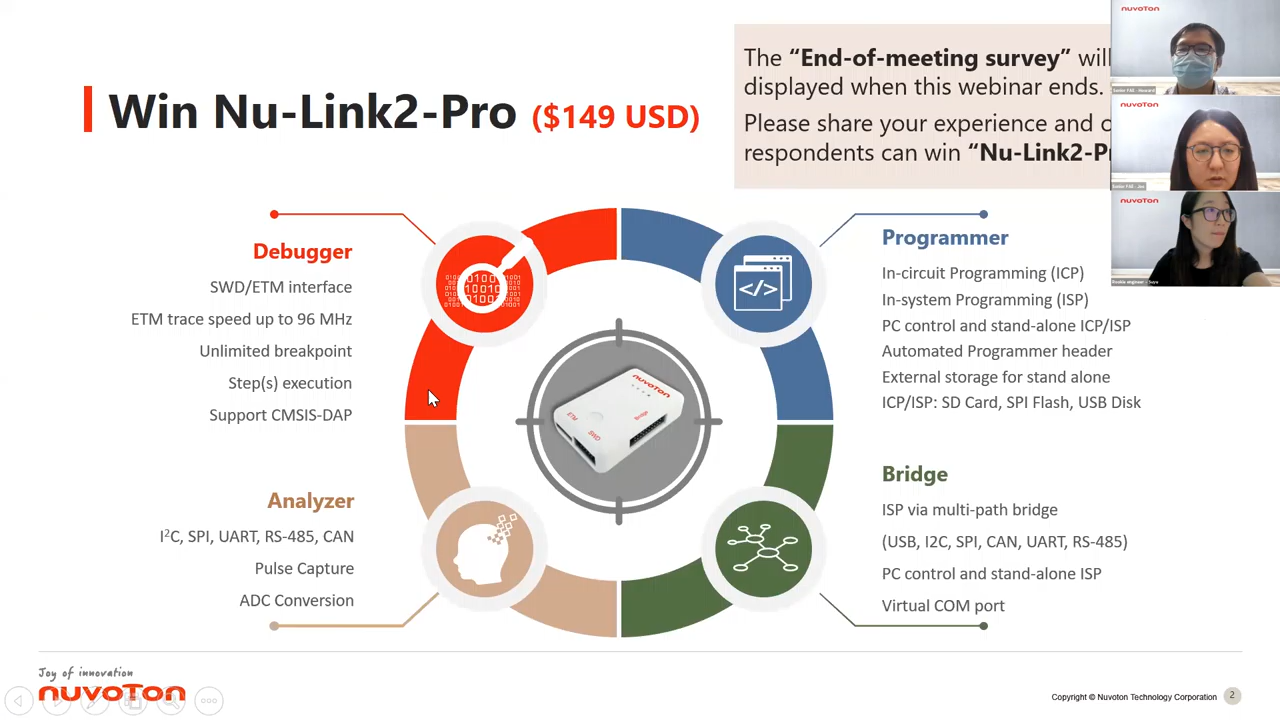 Win Nu-Link2-Pro ($149 USD)
The “End-of-meeting survey” will
displayed when this webinar ends.
Please share your experience and
respondents can win “Nu-Link2-P
nuvoTon
nuvoTon
nuvoTon
Debugger
SWD/ETM interface
ETM trace speed up to 96 MHz
Unlimited breakpoint
Step(s) execution
Support CMSIS-DAP
Programmer
In-circuit Programming (ICP)
In-system Programming (ISP)
PC control and stand-alone ICP/ISP
Automated Programmer header
External storage for stand alone
ICP/ISP: SD Card, SPI Flash, USB Disk
</>
nuvoTon
ETM
SWD
Bridge
Analyzer
I²C, SPI, UART, RS-485, CAN
Pulse Capture
ADC Conversion
Bridge
ISP via multi-path bridge
(USB, I2C, SPI, CAN, UART, RS-485)
PC control and stand-alone ISP
Virtual COM port
Joy of innovation
nuvoTon
Copyright © Nuvoton Technology Corporation
2